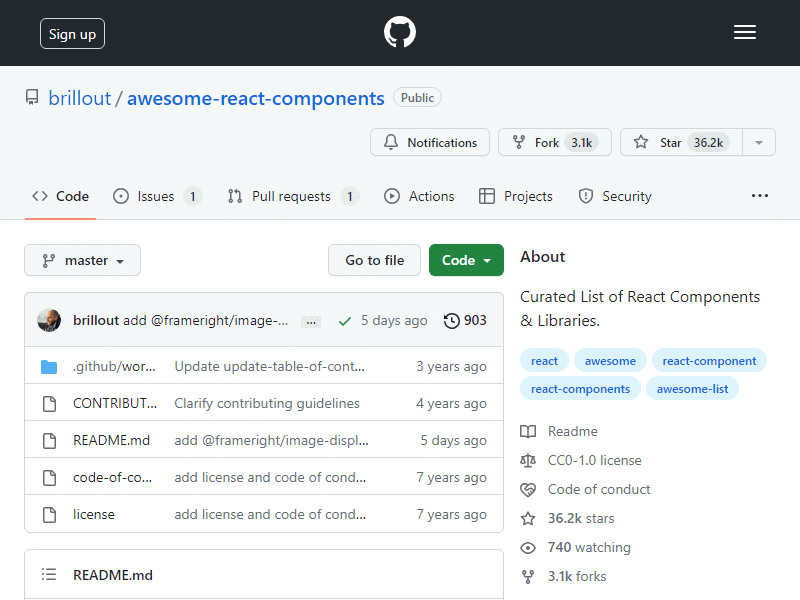 Sign up
brillout / awesome-react-components Public
Notifications Fork 3.1k Star 36.2k
Code Issues 1 Pull requests 1 Actions Projects Security
master Go to file Code
brillout add @frameright/image-... ... 5 days ago 903
.github/wor... Update update-table-of-cont... 3 years ago
CONTRIBUT... Clarify contributing guidelines 4 years ago
README.md add @frameright/image-displ... 5 days ago
code-of-co... add license and code of cond... 7 years ago
license add license and code of cond... 7 years ago
README.md
About
Curated List of React Components
& Libraries.
react awesome react-component
react-components awesome-list
Readme
CC0-1.0 license
Code of conduct
36.2k stars
740 watching
3.1k forks